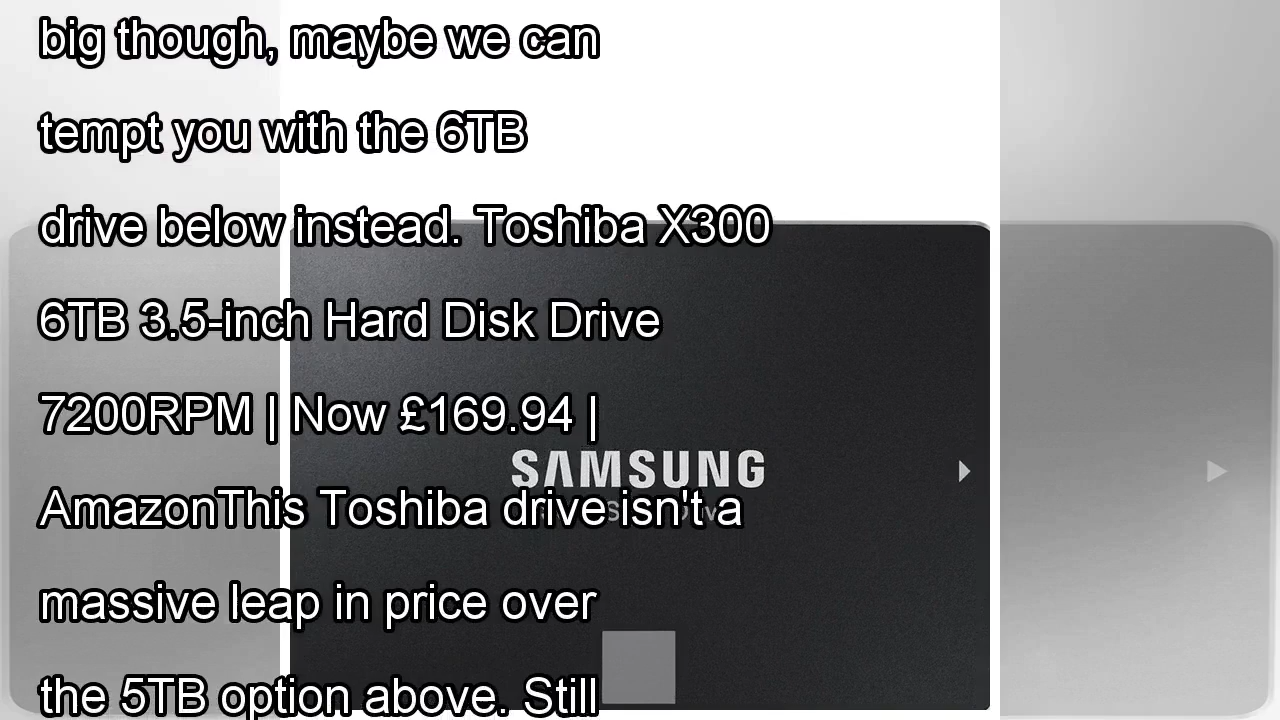 big though, maybe we can
tempt you with the 6TB
drive below instead. Toshiba X300
6TB 3.5-inch Hard Disk Drive
7200RPM | Now £169.94 |
SAMSUNG
AmazonThis Toshiba drive isn't a
massive leap in price over
the 5TB option above. Still